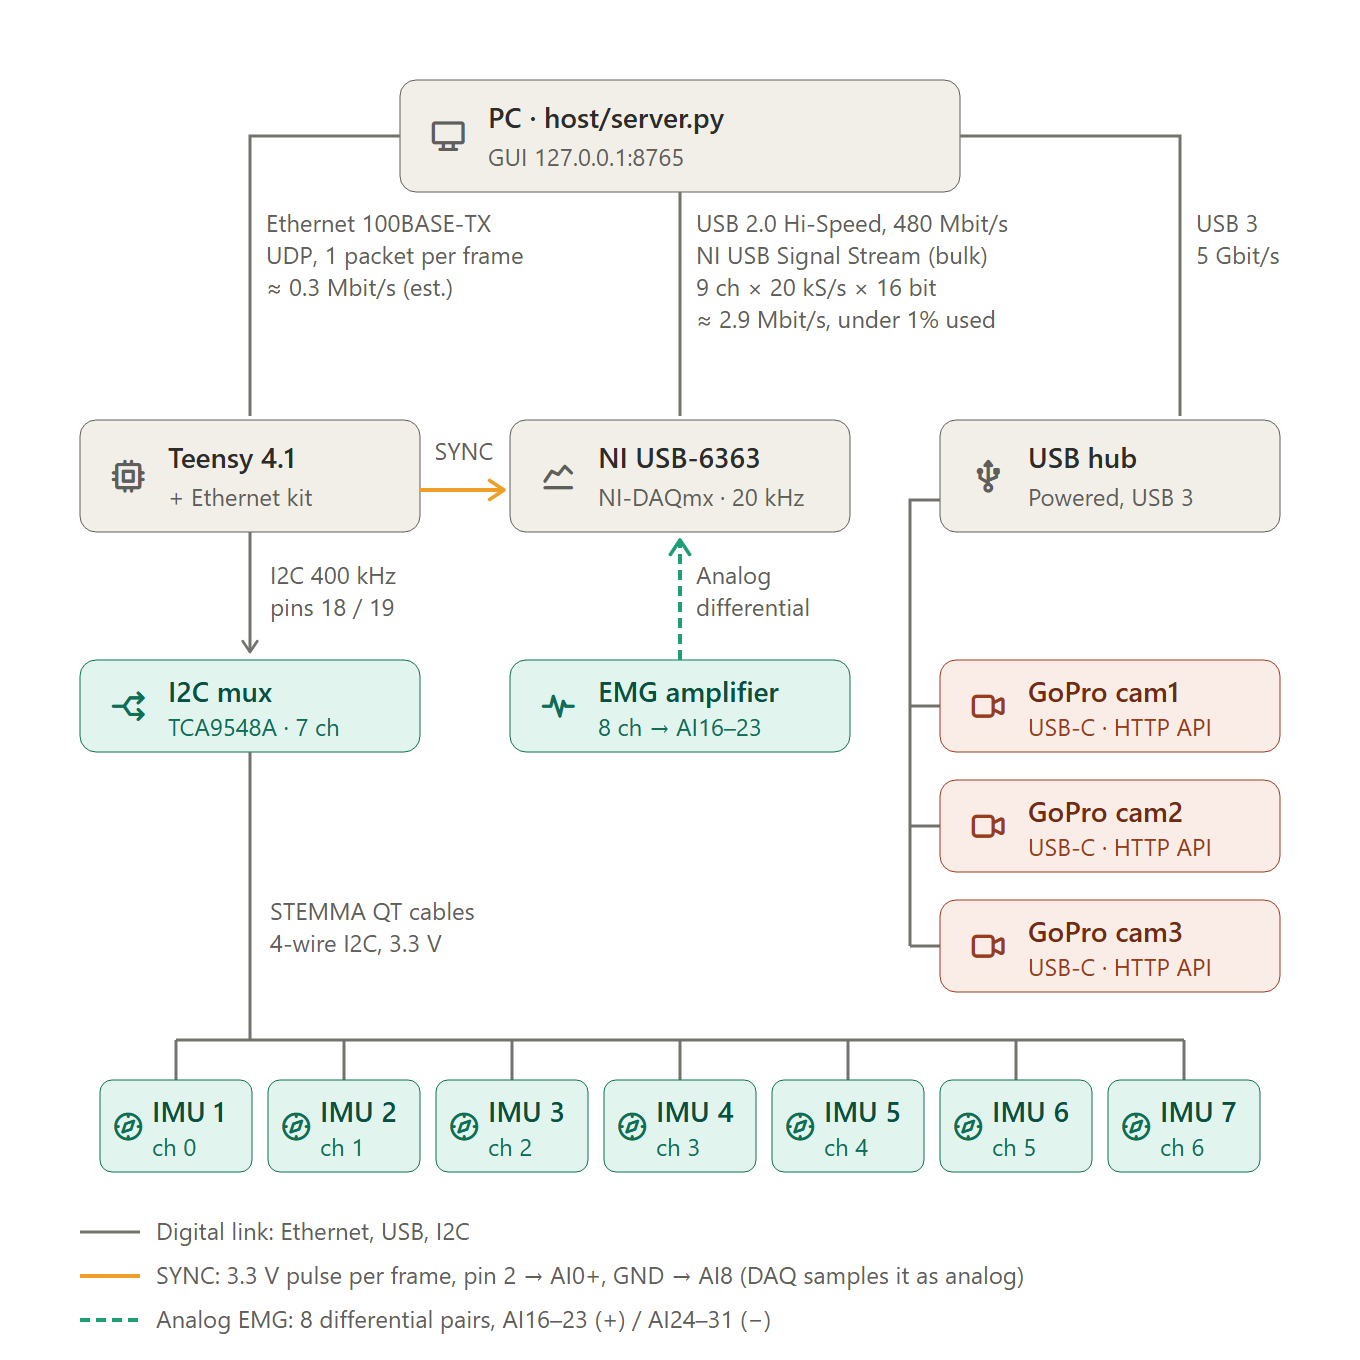 PC · host/server.py
GUI 127.0.0.1:8765
Ethernet 100BASE-TX
UDP, 1 packet per frame
≈ 0.3 Mbit/s (est.)
USB 2.0 Hi-Speed, 480 Mbit/s
NI USB Signal Stream (bulk)
9 ch × 20 kS/s × 16 bit
≈ 2.9 Mbit/s, under 1% used
USB 3
5 Gbit/s
Teensy 4.1
+ Ethernet kit
SYNC
NI USB-6363
NI-DAQmx · 20 kHz
USB hub
Powered, USB 3
I2C 400 kHz
pins 18 / 19
Analog
differential
I2C mux
TCA9548A · 7 ch
EMG amplifier
8 ch → AI16–23
GoPro cam1
USB-C · HTTP API
GoPro cam2
USB-C · HTTP API
GoPro cam3
USB-C · HTTP API
STEMMA QT cables
4-wire I2C, 3.3 V
IMU 1
ch 0
IMU 2
ch 1
IMU 3
ch 2
IMU 4
ch 3
IMU 5
ch 4
IMU 6
ch 5
IMU 7
ch 6
Digital link: Ethernet, USB, I2C
SYNC: 3.3 V pulse per frame, pin 2 → AI0+, GND → AI8 (DAQ samples it as analog)
Analog EMG: 8 differential pairs, AI16–23 (+) / AI24–31 (−)